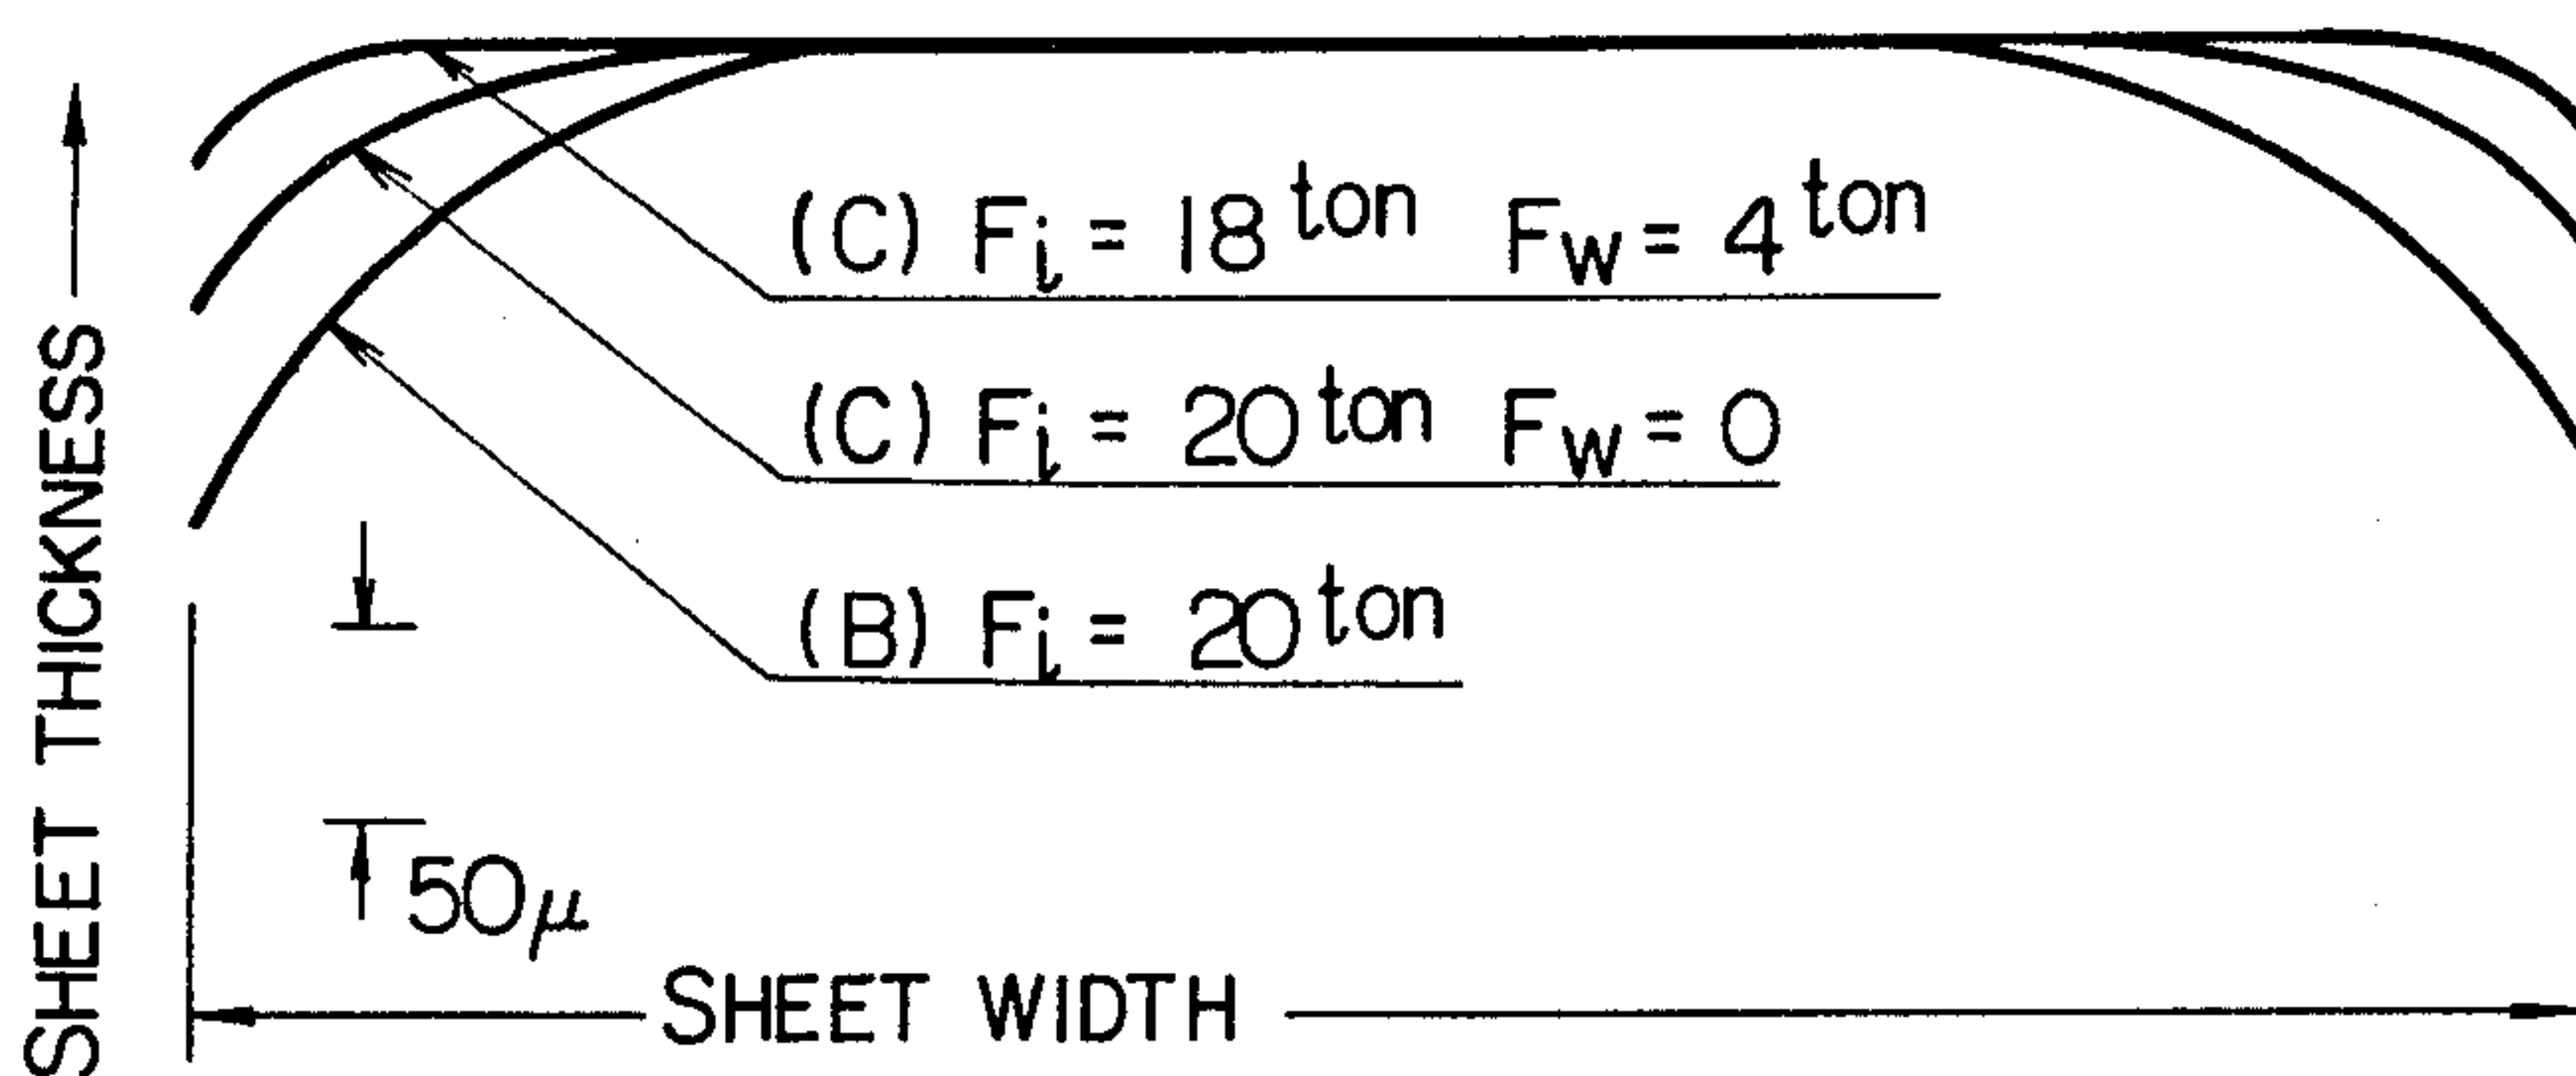 SHEET THICKNESS
(C) Fi = 18 ton Fw = 4 ton
(C) Fi = 20 ton Fw = 0
(B) Fi = 20 ton
50μ
SHEET WIDTH